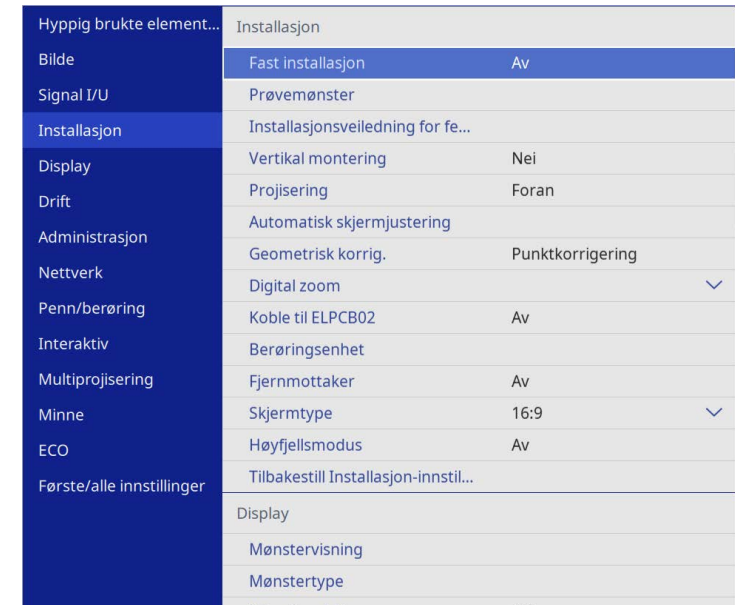 Hyppig brukte element...
Bilde
Signal I/U
Installasjon
Display
Drift
Administrasjon
Nettverk
Penn/berøring
Interaktiv
Multiprojisering
Minne
ECO
Første/alle innstillinger
Installasjon
Fast installasjon Av
Prøvemønster
Installasjonsveiledning for fe...
Vertikal montering Nei
Projisering Foran
Automatisk skjermjustering
Geometrisk korrig. Punktkorrigering
Digital zoom
Koble til ELPCB02 Av
Berøringsenhet
Fjernmottaker Av
Skjermtype 16:9
Høyfjellsmodus Av
Tilbakestill Installasjon-innstil...
Display
Mønstervisning
Mønstertype